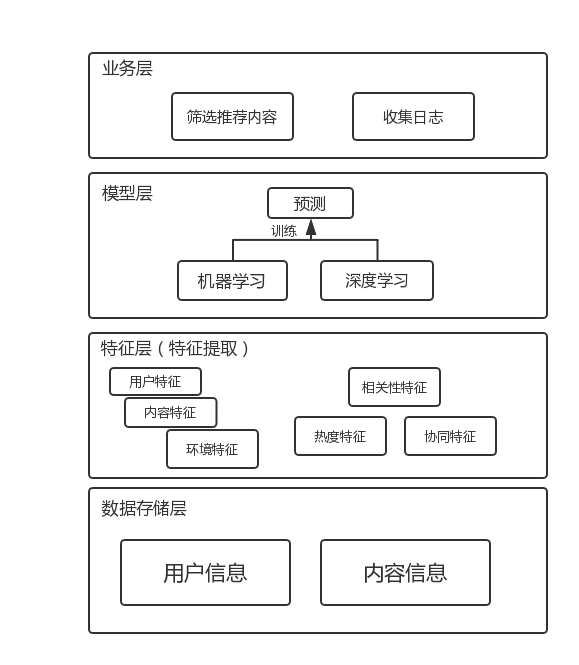 业务层
筛选推荐内容
收集日志
模型层
预测
训练
机器学习
深度学习
特征层（特征提取）
用户特征
相关性特征
内容特征
热度特征
协同特征
环境特征
数据存储层
用户信息
内容信息